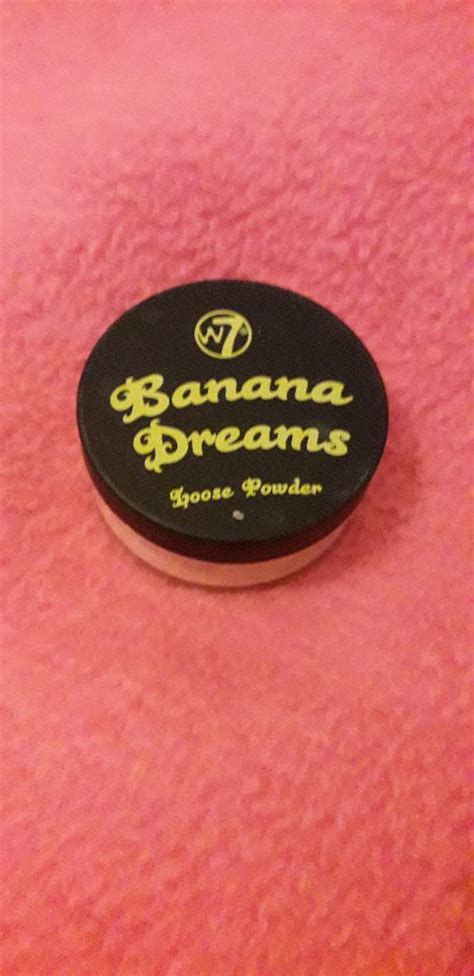 W7
Banana
Dreams
Loose Powder